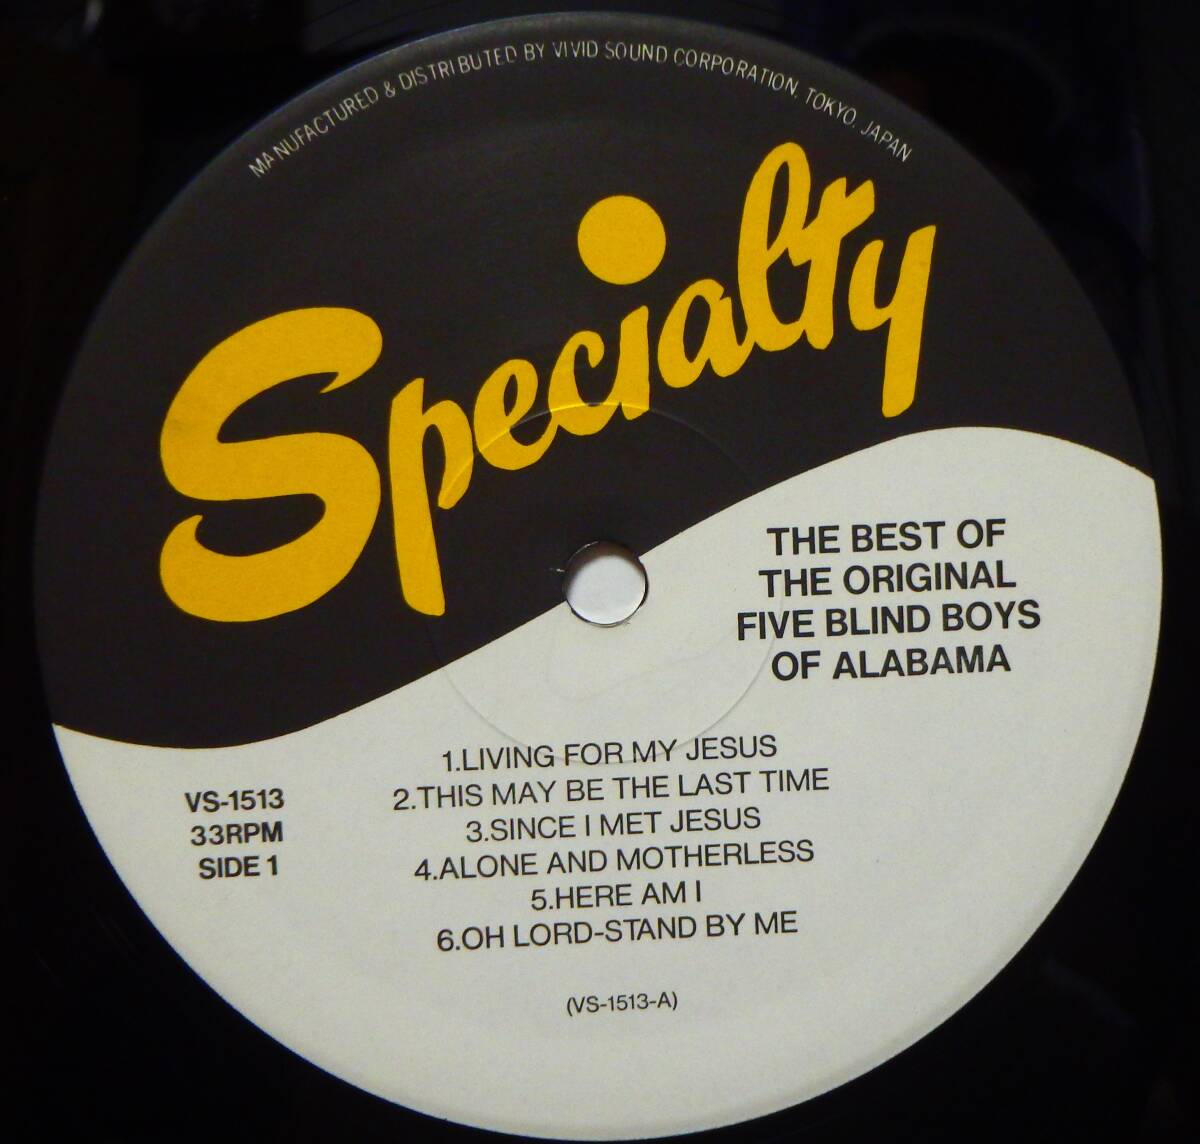 MANUFACTURED & DISTRIBUTED BY VIVID SOUND CORPORATION, TOKYO, JAPAN
Specialty
THE BEST OF
THE ORIGINAL
FIVE BLIND BOYS
OF ALABAMA
VS-1513
33RPM
SIDE 1
1.LIVING FOR MY JESUS
2.THIS MAY BE THE LAST TIME
3.SINCE I MET JESUS
4.ALONE AND MOTHERLESS
5.HERE AM I
6.OH LORD-STAND BY ME
(VS-1513-A)